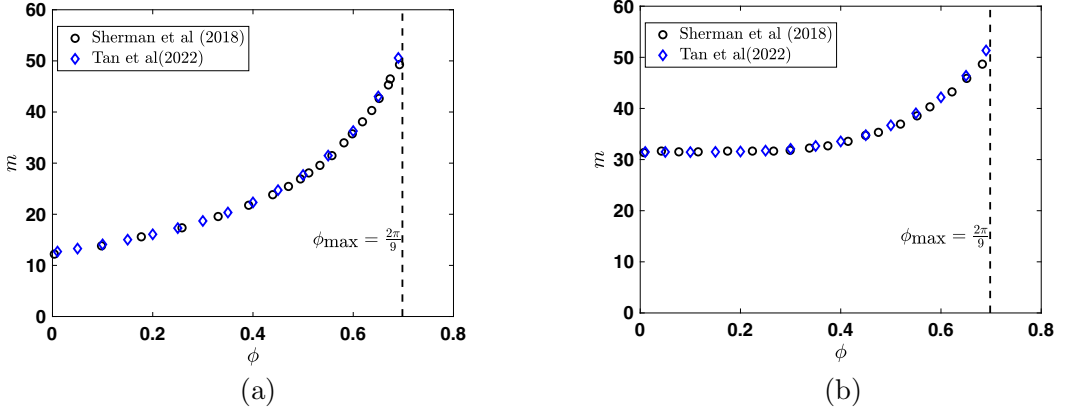 60
50
40
30
20
10
0
m
Sherman et al (2018)
Tan et al(2022)
ϕmax = 2π/9
0 0.2 0.4 0.6 0.8
ϕ
(a)
60
50
40
30
20
10
0
m
Sherman et al (2018)
Tan et al(2022)
ϕmax = 2π/9
0 0.2 0.4 0.6 0.8
ϕ
(b)